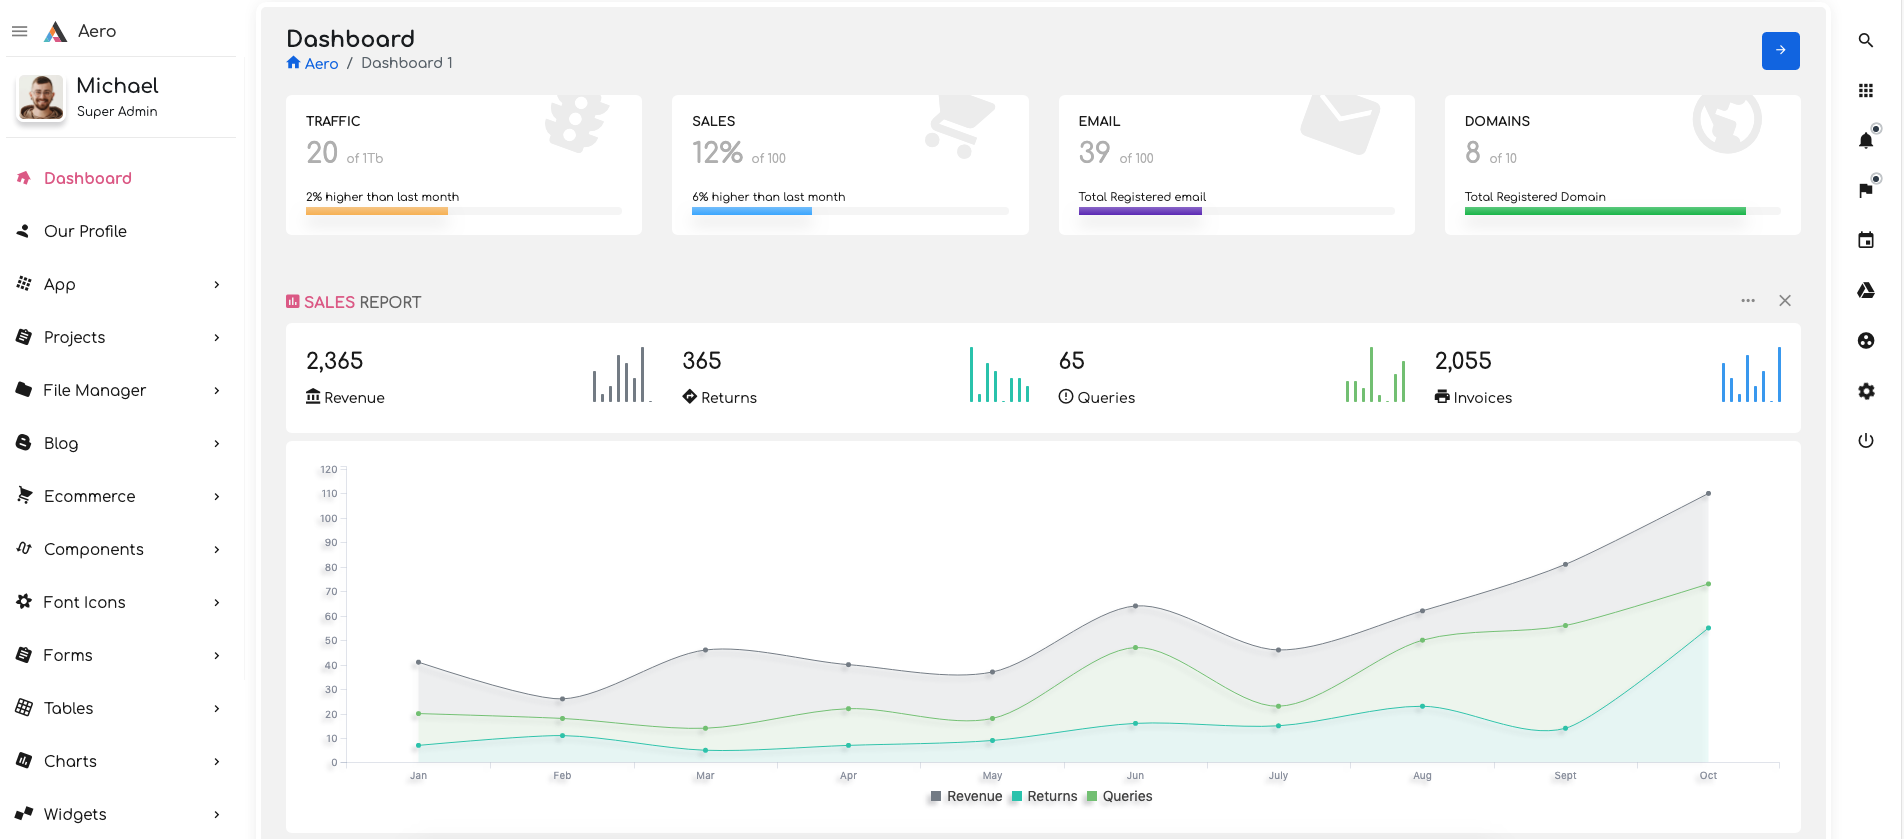 Aero
Michael
Super Admin
Dashboard
Our Profile
App
Projects
File Manager
Blog
Ecommerce
Components
Font Icons
Forms
Tables
Charts
Widgets
Dashboard
Aero / Dashboard 1
TRAFFIC
20 of 1Tb
2% higher than last month
SALES
12% of 100
6% higher than last month
EMAIL
39 of 100
Total Registered email
DOMAINS
8 of 10
Total Registered Domain
SALES REPORT
2,365
Revenue
365
Returns
65
Queries
2,055
Invoices
120
110
100
90
80
70
60
50
40
30
20
10
0
Jan Feb Mar Apr May Jun July Aug Sept Oct
Revenue Returns Queries